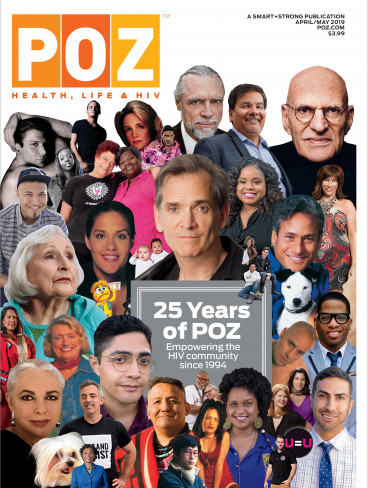 POZ™
HEALTH, LIFE & HIV
A SMART+STRONG PUBLICATION
APRIL/MAY 2019
POZ.COM
$3.99
25 Years
of POZ
Empowering the
HIV community
since 1994
U=U